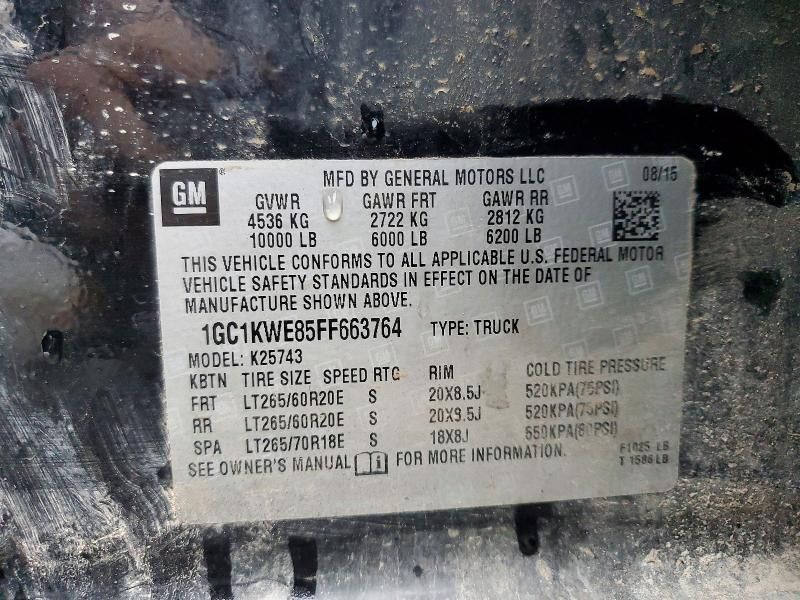 GM
MFD BY GENERAL MOTORS LLC 08/15
GVWR GAWR FRT GAWR RR
4536 KG 2722 KG 2812 KG
10000 LB 6000 LB 6200 LB
THIS VEHICLE CONFORMS TO ALL APPLICABLE U.S. FEDERAL MOTOR
VEHICLE SAFETY STANDARDS IN EFFECT ON THE DATE OF
MANUFACTURE SHOWN ABOVE.
1GC1KWE85FF663764 TYPE: TRUCK
MODEL: K25743
KBTN TIRE SIZE SPEED RTG RIM COLD TIRE PRESSURE
FRT LT265/60R20E S 20X8.5J 520KPA(75PSI)
RR LT265/60R20E S 20X9.5J 520KPA(75PSI)
SPA LT265/70R18E S 18X8J 550KPA(80PSI)
SEE OWNER'S MANUAL FOR MORE INFORMATION.
F1025 LB
T 1586 LB